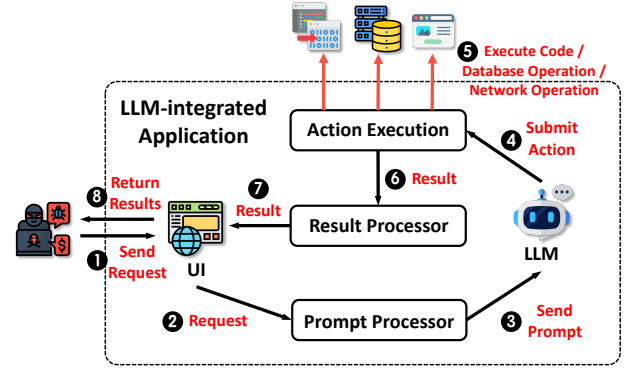 5 Execute Code /
Database Operation /
Network Operation
LLM-integrated
Application
Action Execution
4 Submit
Action
8 Return
Results
7
Result
6 Result
Result Processor
1 Send
Request
UI
LLM
2 Request
Prompt Processor
3 Send
Prompt